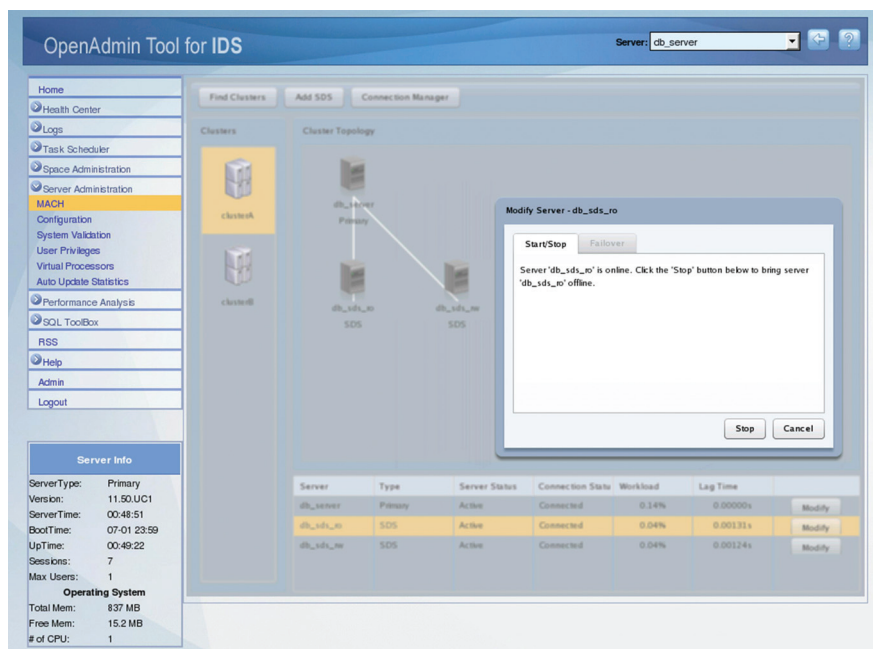 OpenAdmin Tool for IDS
Server: db_server
Home
Health Center
Logs
Task Scheduler
Space Administration
Server Administration
MACH
Configuration
System Validation
User Privileges
Virtual Processors
Auto Update Statistics
Performance Analysis
SQL ToolBox
RSS
Help
Admin
Logout
Server Info
ServerType: Primary
Version: 11.50.UC1
ServerTime: 00:48:51
BootTime: 07-01 23:59
UpTime: 00:49:22
Sessions: 7
Max Users: 1
Operating System
Total Mem: 837 MB
Free Mem: 15.2 MB
# of CPU: 1
Find Clusters Add SDS Connection Manager
Clusters Cluster Topology
clusterA
clusterB
db_server
Primary
db_sds_ro
SDS
db_sds_rw
SDS
Modify Server - db_sds_ro
Start/Stop Failover
Server 'db_sds_ro' is online. Click the 'Stop' button below to bring server
'db_sds_ro' offline.
Stop Cancel
Server Type Server Status Connection Statu Workload Lag Time
db_server Primary Active Connected 0.14% 0.00000s Modify
db_sds_ro SDS Active Connected 0.04% 0.00131s Modify
db_sds_rw SDS Active Connected 0.04% 0.00124s Modify